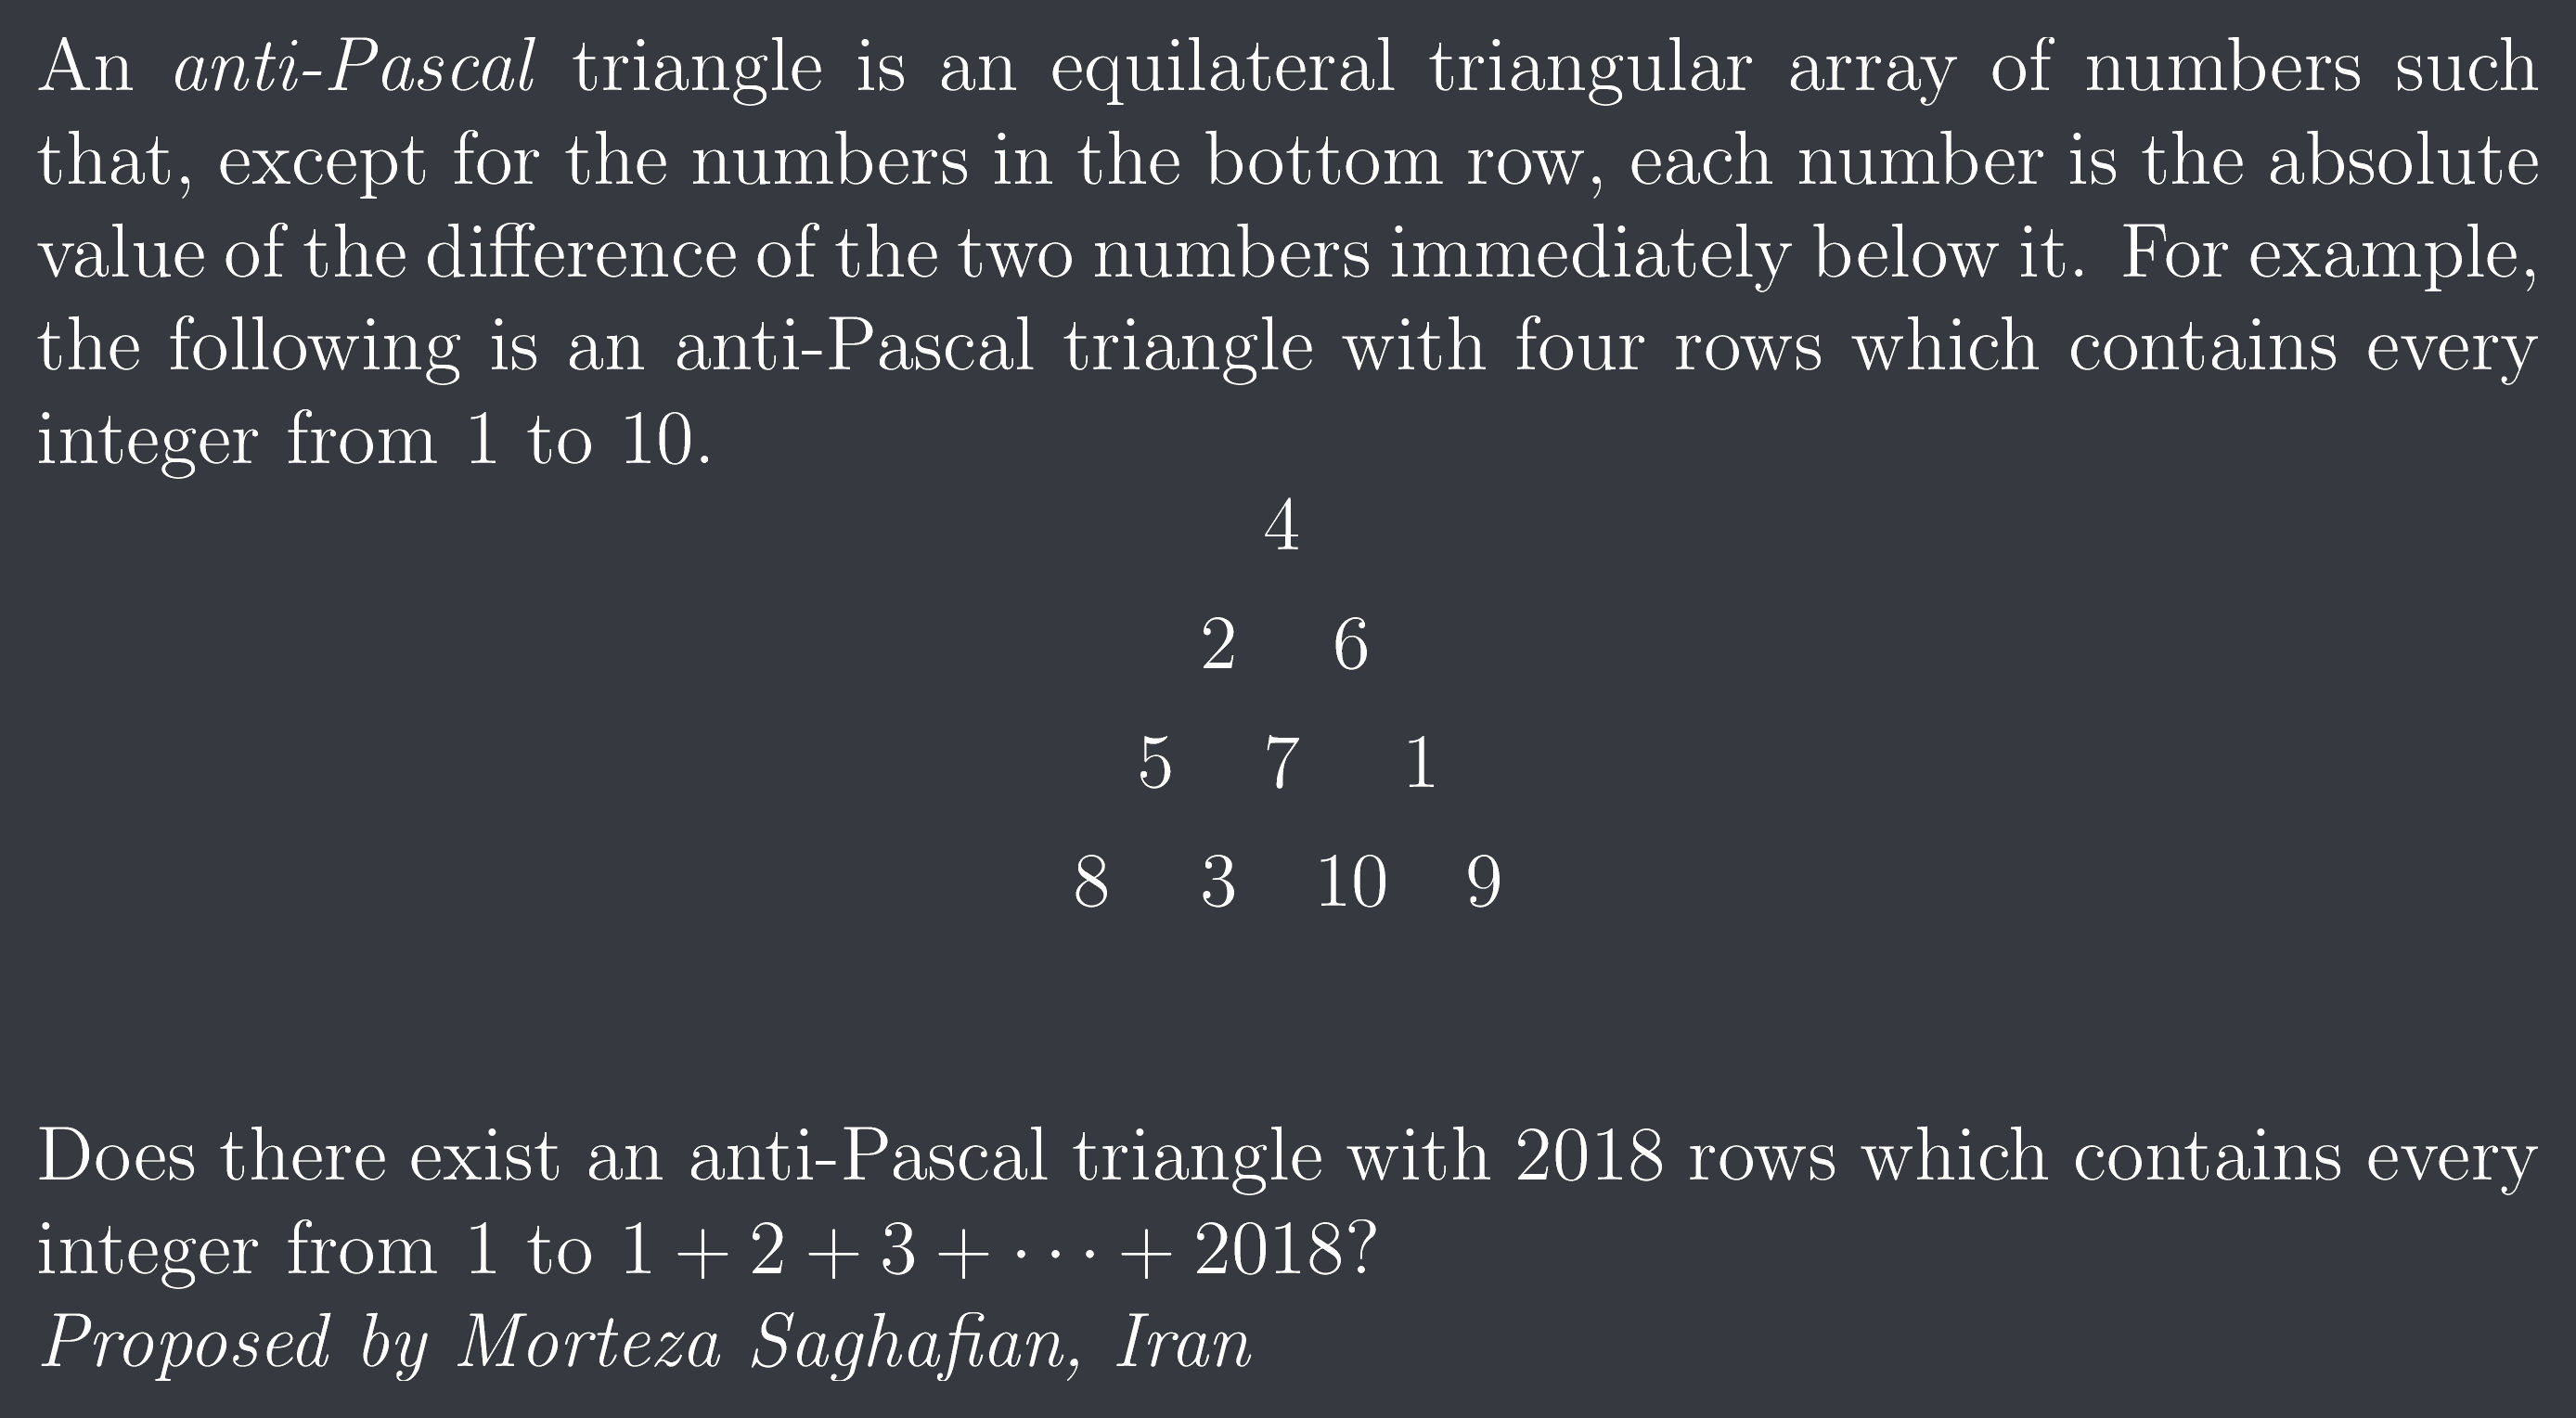 An anti-Pascal triangle is an equilateral triangular array of numbers such
that, except for the numbers in the bottom row, each number is the absolute
value of the difference of the two numbers immediately below it. For example,
the following is an anti-Pascal triangle with four rows which contains every
integer from 1 to 10.
4
2 6
5 7 1
8 3 10 9
Does there exist an anti-Pascal triangle with 2018 rows which contains every
integer from 1 to 1 + 2 + 3 + ··· + 2018?
Proposed by Morteza Saghafian, Iran